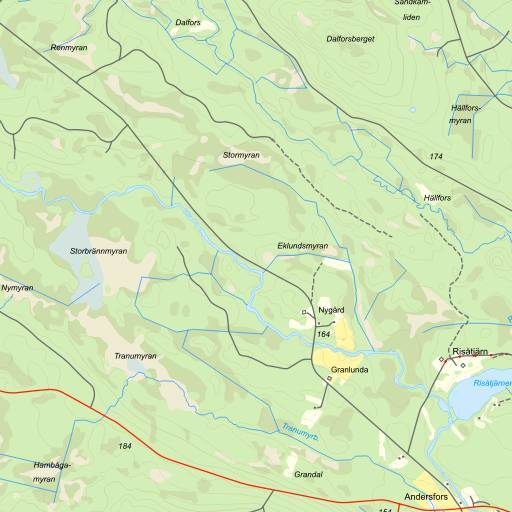 Sandkam-
liden
Dalfors
Dalforsberget
Renmyran
Hällfors-
myran
Stormyran
174
Hällfors
Eklundsmyran
Storbrännmyran
Nymyran
Nygård
164
Tranumyran
Risåtjärn
Granlunda
Risåtjärnen
Tranumyrb.
184
Hambåga-
myran
Grandal
Andersfors
154